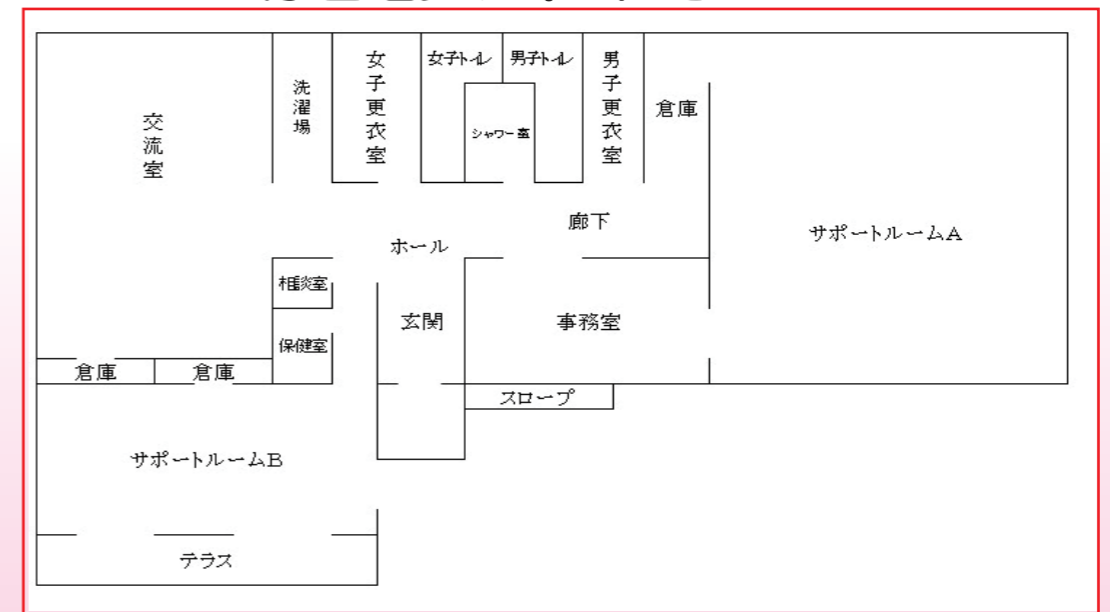 交流室
洗濯場
女子更衣室
女子トイレ
男子トイレ
シャワー室
男子更衣室
倉庫
サポートルームA
廊下
ホール
相談室
保健室
玄関
事務室
倉庫
倉庫
スロープ
サポートルームB
テラス